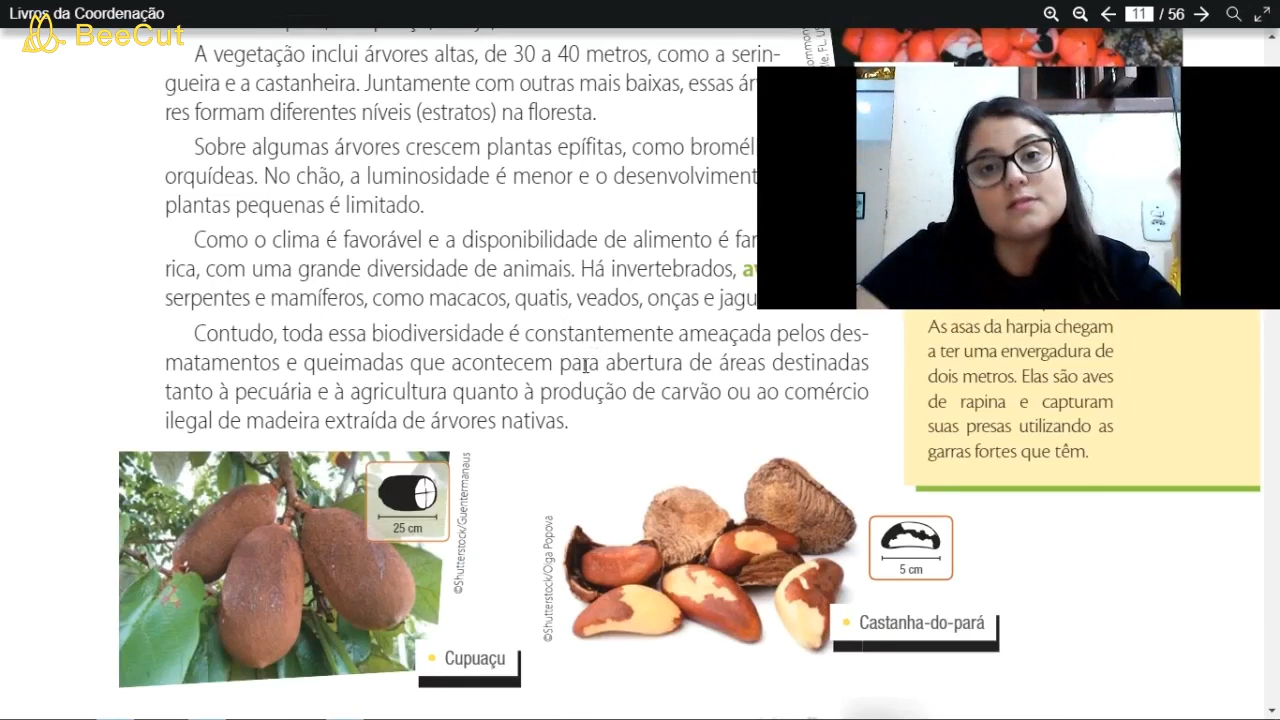 Livros da Coordenação
11 / 56
BeeCut
A vegetação inclui árvores altas, de 30 a 40 metros, como a serin-
gueira e a castanheira. Juntamente com outras mais baixas, essas
res formam diferentes níveis (estratos) na floresta.
Sobre algumas árvores crescem plantas epífitas, como
orquídeas. No chão, a luminosidade é menor e o
plantas pequenas é limitado.
Como o clima é favorável e a disponibilidade de alimento é
rica, com uma grande diversidade de animais. Há invertebrados,
serpentes e mamíferos, como macacos, quatis, veados, onças e
Contudo, toda essa biodiversidade é constantemente ameaçada pelos des-
matamentos e queimadas que acontecem para abertura de áreas destinadas
tanto à pecuária e à agricultura quanto à produção de carvão ou ao comércio
ilegal de madeira extraída de árvores nativas.
As asas da harpia chegam
a ter uma envergadura de
dois metros. Elas são aves
de rapina e capturam
suas presas utilizando as
garras fortes que têm.
25 cm
©Shutterstock/Guentermanaus
• Cupuaçu
©Shutterstock/Oga Popova
5 cm
• Castanha-do-pará